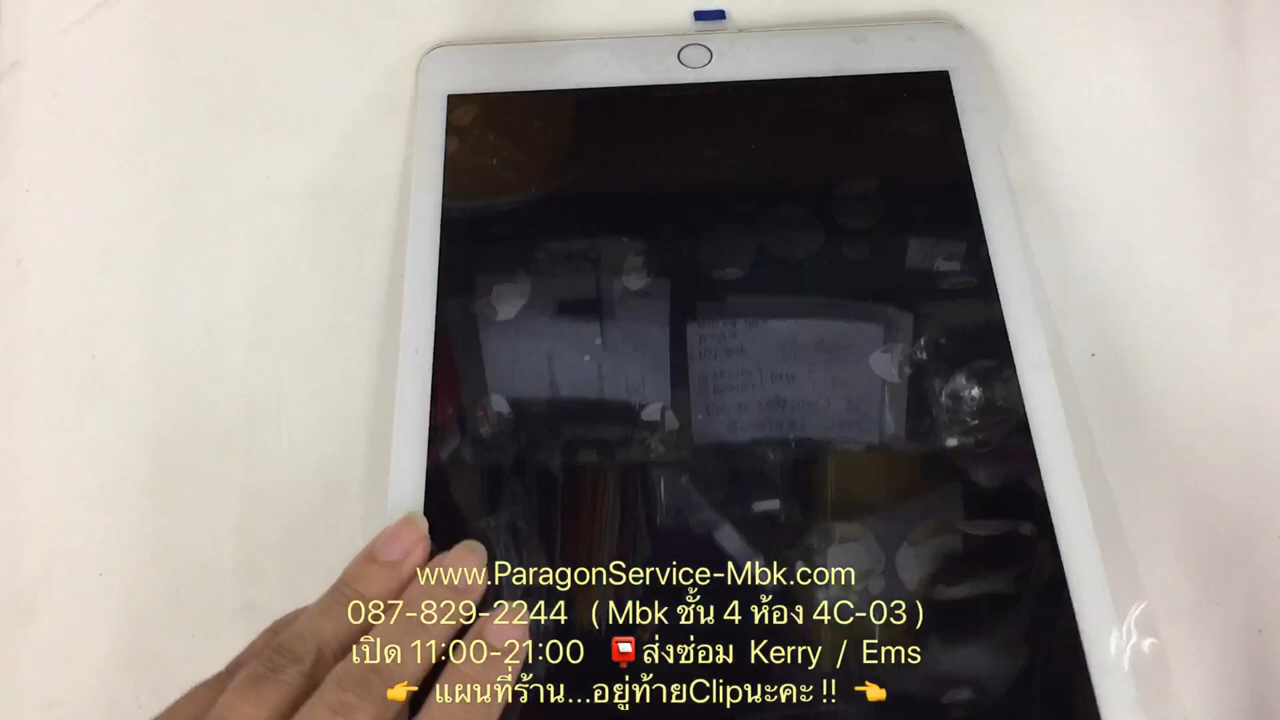 www.ParagonService-Mbk.com
087-829-2244 ( Mbk ชั้น 4 ห้อง 4C-03 )
เปิด 11:00-21:00 📮ส่งซ่อม Kerry / Ems
👉 แผนที่ร้าน...อยู่ท้ายClipนะคะ !! 👈